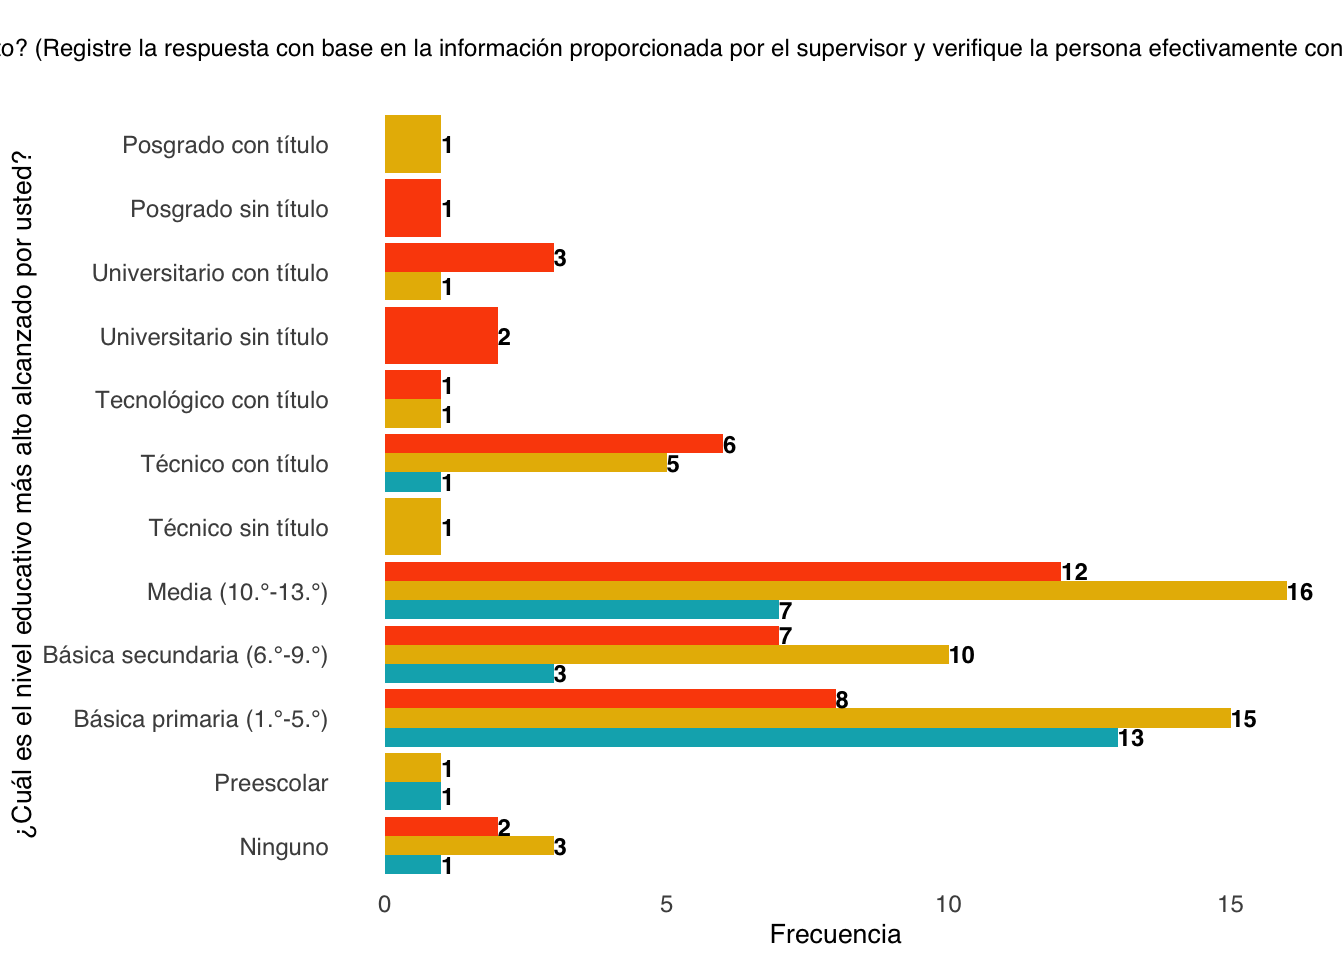 to? (Registre la respuesta con base en la información proporcionada por el supervisor y verifique la persona efectivamente con
¿Cuál es el nivel educativo más alto alcanzado por usted?
Posgrado con título
1
Posgrado sin título
1
Universitario con título
3
1
Universitario sin título
2
Tecnológico con título
1
1
Técnico con título
6
5
1
Técnico sin título
1
Media (10.°-13.°)
12
16
7
Básica secundaria (6.°-9.°)
7
10
3
Básica primaria (1.°-5.°)
8
15
13
Preescolar
1
1
Ninguno
2
3
1
0 5 10 15
Frecuencia